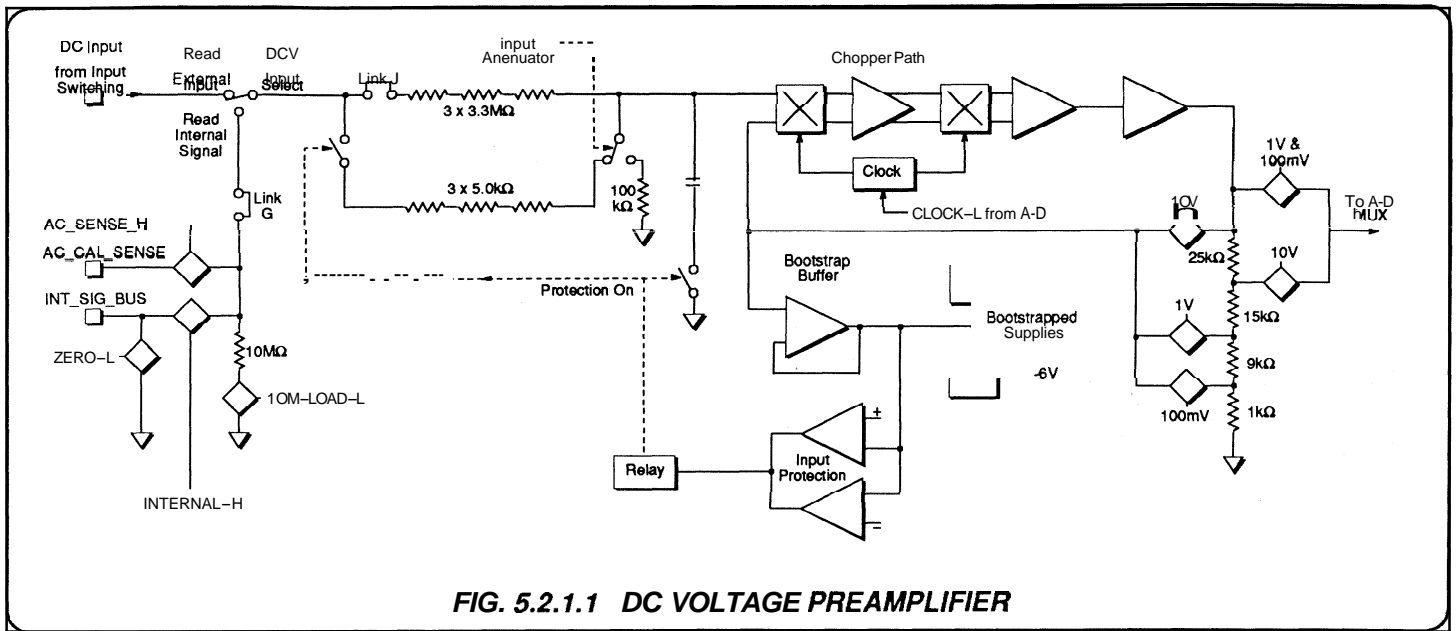 DC Input
from Input
Switching
Read
External
Input
DCV
Input
Select
Link J
3 x 3.3MΩ
input
Anenuator
Chopper Path
Read
Internal
Signal
Link
G
3 x 5.0kΩ
100
kΩ
Clock
CLOCK–L from A-D
1V &
100mV
To A-D
MUX
10V
25kΩ
10V
AC_SENSE_H
AC_CAL_SENSE
INT_SIG_BUS
ZERO-L
10MΩ
1OM–LOAD–L
INTERNAL–H
Protection On
Bootstrap
Buffer
Bootstrapped
Supplies
-6V
15kΩ
1V
9kΩ
100mV
1kΩ
Relay
+
Input
Protection
=
FIG. 5.2.1.1 DC VOLTAGE PREAMPLIFIER